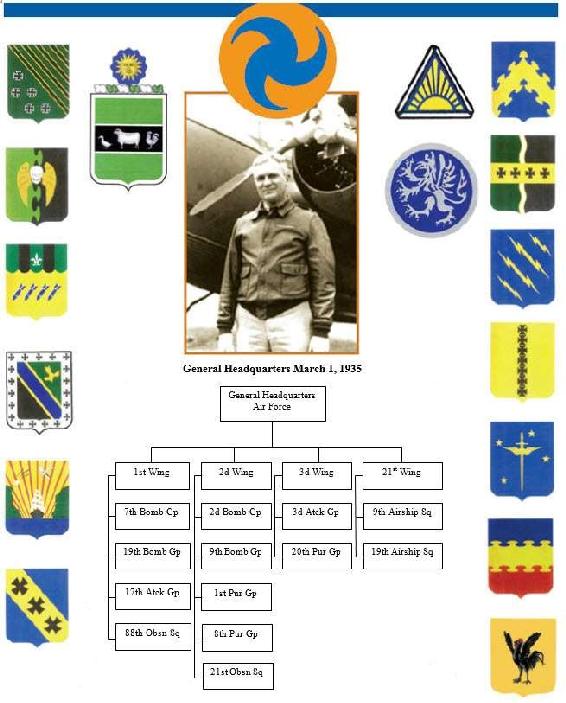 General Headquarters March 1, 1935
General Headquarters
Air Force
1st Wing
2d Wing
3d Wing
21st Wing
7th Bomb Gp
2d Bomb Gp
3d Atck Gp
9th Airship Sq
19th Bomb Gp
9th Bomb Gp
20th Pur Gp
19th Airship Sq
17th Atck Gp
1st Pur Gp
88th Obsn Sq
8th Pur Gp
21st Obsn Sq